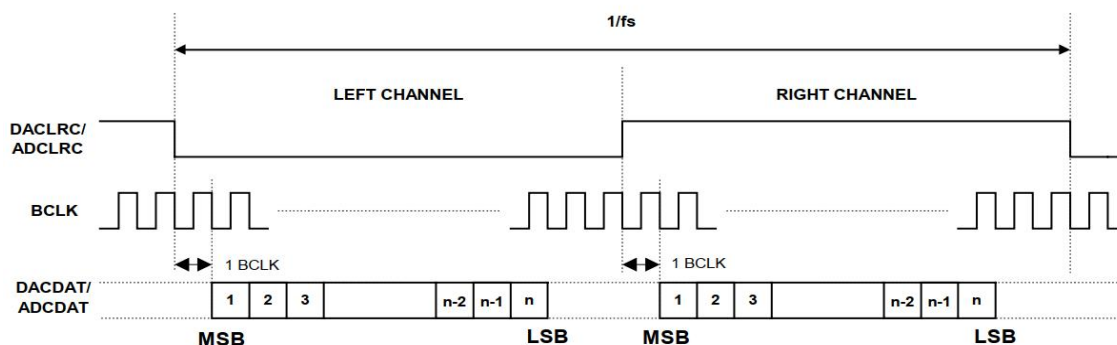 1/fs
LEFT CHANNEL
RIGHT CHANNEL
DACLRC/
ADCLRC
BCLK
1 BCLK
1 BCLK
DACDAT/
ADCDAT
1 2 3 n-2 n-1 n
1 2 3 n-2 n-1 n
MSB
LSB
MSB
LSB